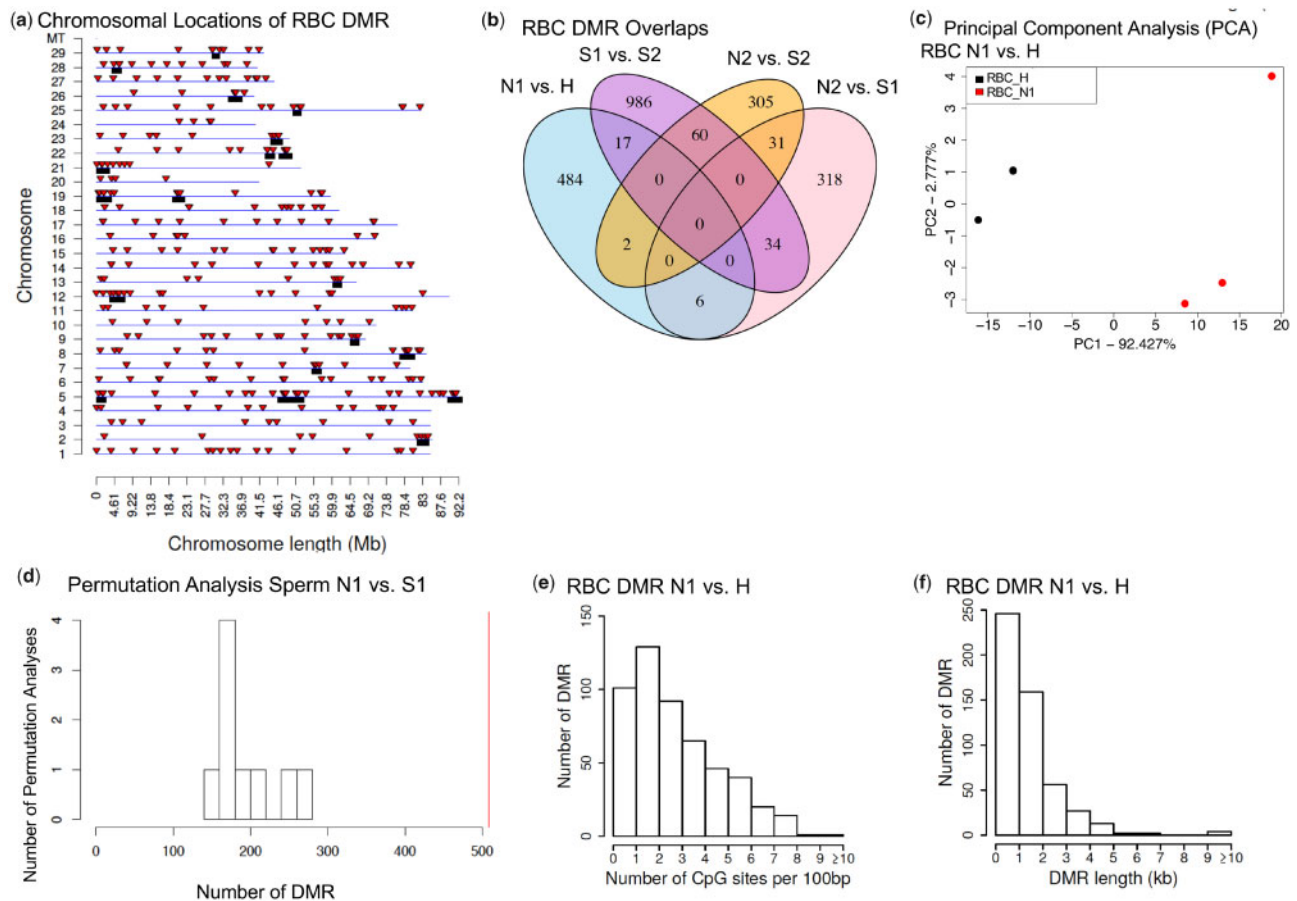 (a) Chromosomal Locations of RBC DMR
MT
29
28
27
26
25
24
23
22
21
20
19
18
17
16
15
14
13
12
11
10
9
8
7
6
5
4
3
2
1
Chromosome
0 4.61 9.22 13.8 18.4 23.1 27.7 32.3 36.9 41.5 46.1 50.7 55.3 59.9 64.5 69.2 73.8 78.4 83 87.6 92.2
Chromosome length (Mb)
(b) RBC DMR Overlaps
S1 vs. S2 N2 vs. S2
N1 vs. H N2 vs. S1
986 305
17 60 31
484 0 0 318
0
2 0 0 34
6
(c) Principal Component Analysis (PCA)
RBC N1 vs. H
RBC_H
RBC_N1
4
3
2
1
0
−1
−2
−3
PC2 − 2.777%
−15 −10 −5 0 5 10 15 20
PC1 − 92.427%
(d) Permutation Analysis Sperm N1 vs. S1
4
3
2
1
0
Number of Permutation Analyses
0 100 200 300 400 500
Number of DMR
(e) RBC DMR N1 vs. H
150
100
50
0
Number of DMR
0 1 2 3 4 5 6 7 8 9 ≥10
Number of CpG sites per 100bp
(f) RBC DMR N1 vs. H
250
200
150
100
50
0
Number of DMR
0 1 2 3 4 5 6 7 8 9 ≥10
DMR length (kb)